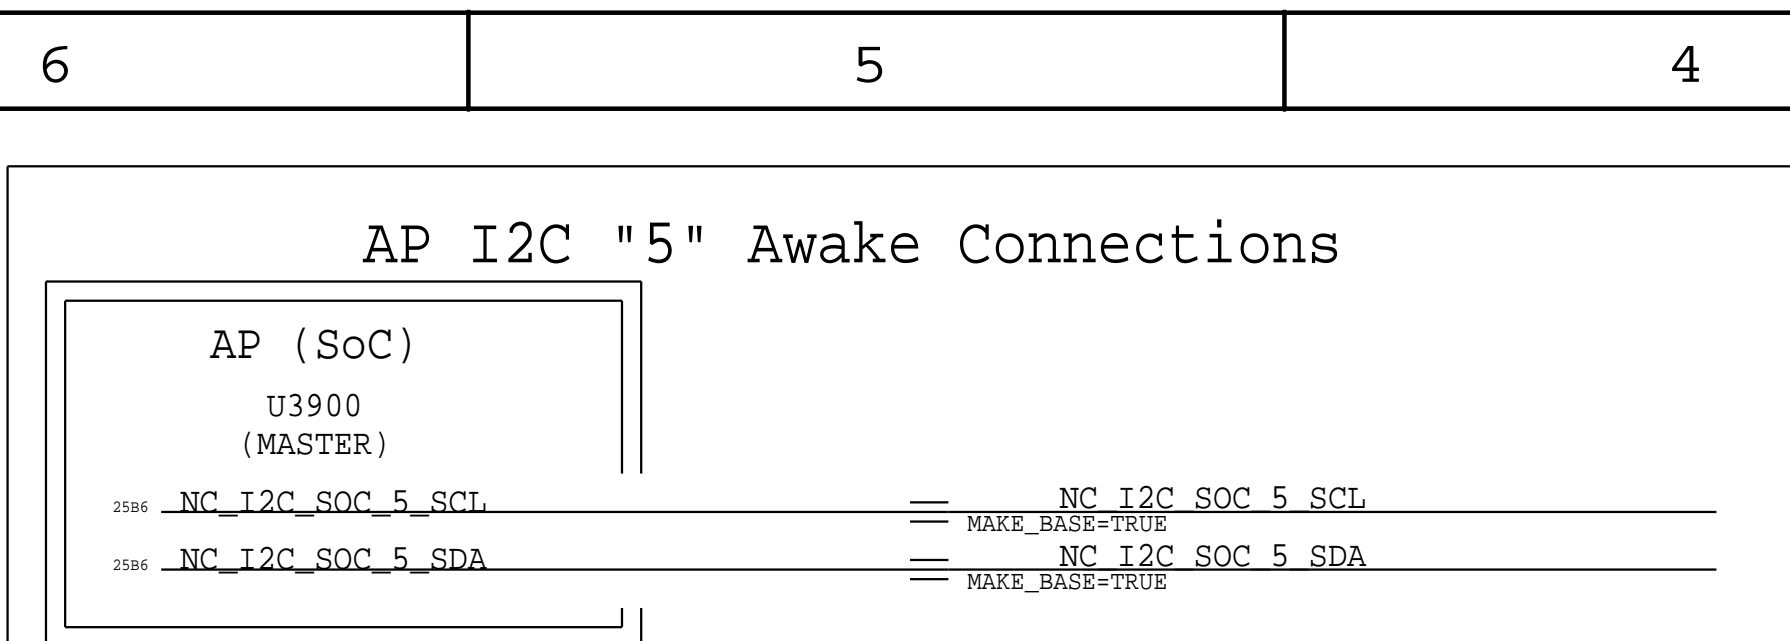 6 5 4
AP I2C "5" Awake Connections
AP (SoC)
U3900
(MASTER)
25B6 NC_I2C_SOC_5_SCL NC_I2C_SOC_5_SCL
MAKE_BASE=TRUE
25B6 NC_I2C_SOC_5_SDA NC_I2C_SOC_5_SDA
MAKE_BASE=TRUE